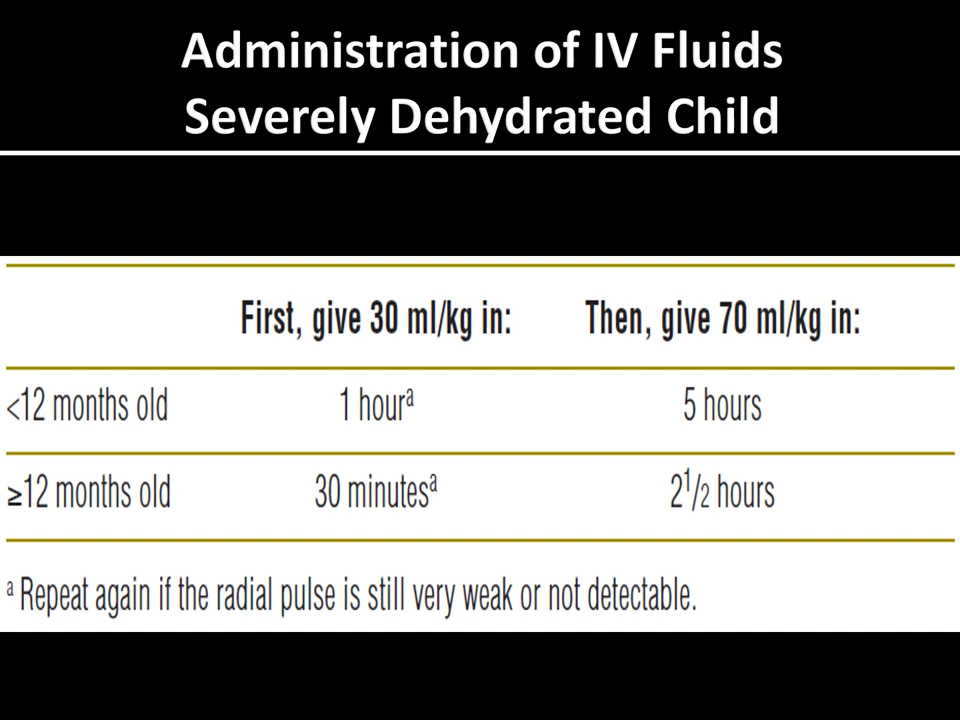 Administration of IV Fluids
Severely Dehydrated Child
First, give 30 ml/kg in: Then, give 70 ml/kg in:
<12 months old 1 hourᵃ 5 hours
≥12 months old 30 minutesᵃ 2¹/₂ hours
ᵃ Repeat again if the radial pulse is still very weak or not detectable.